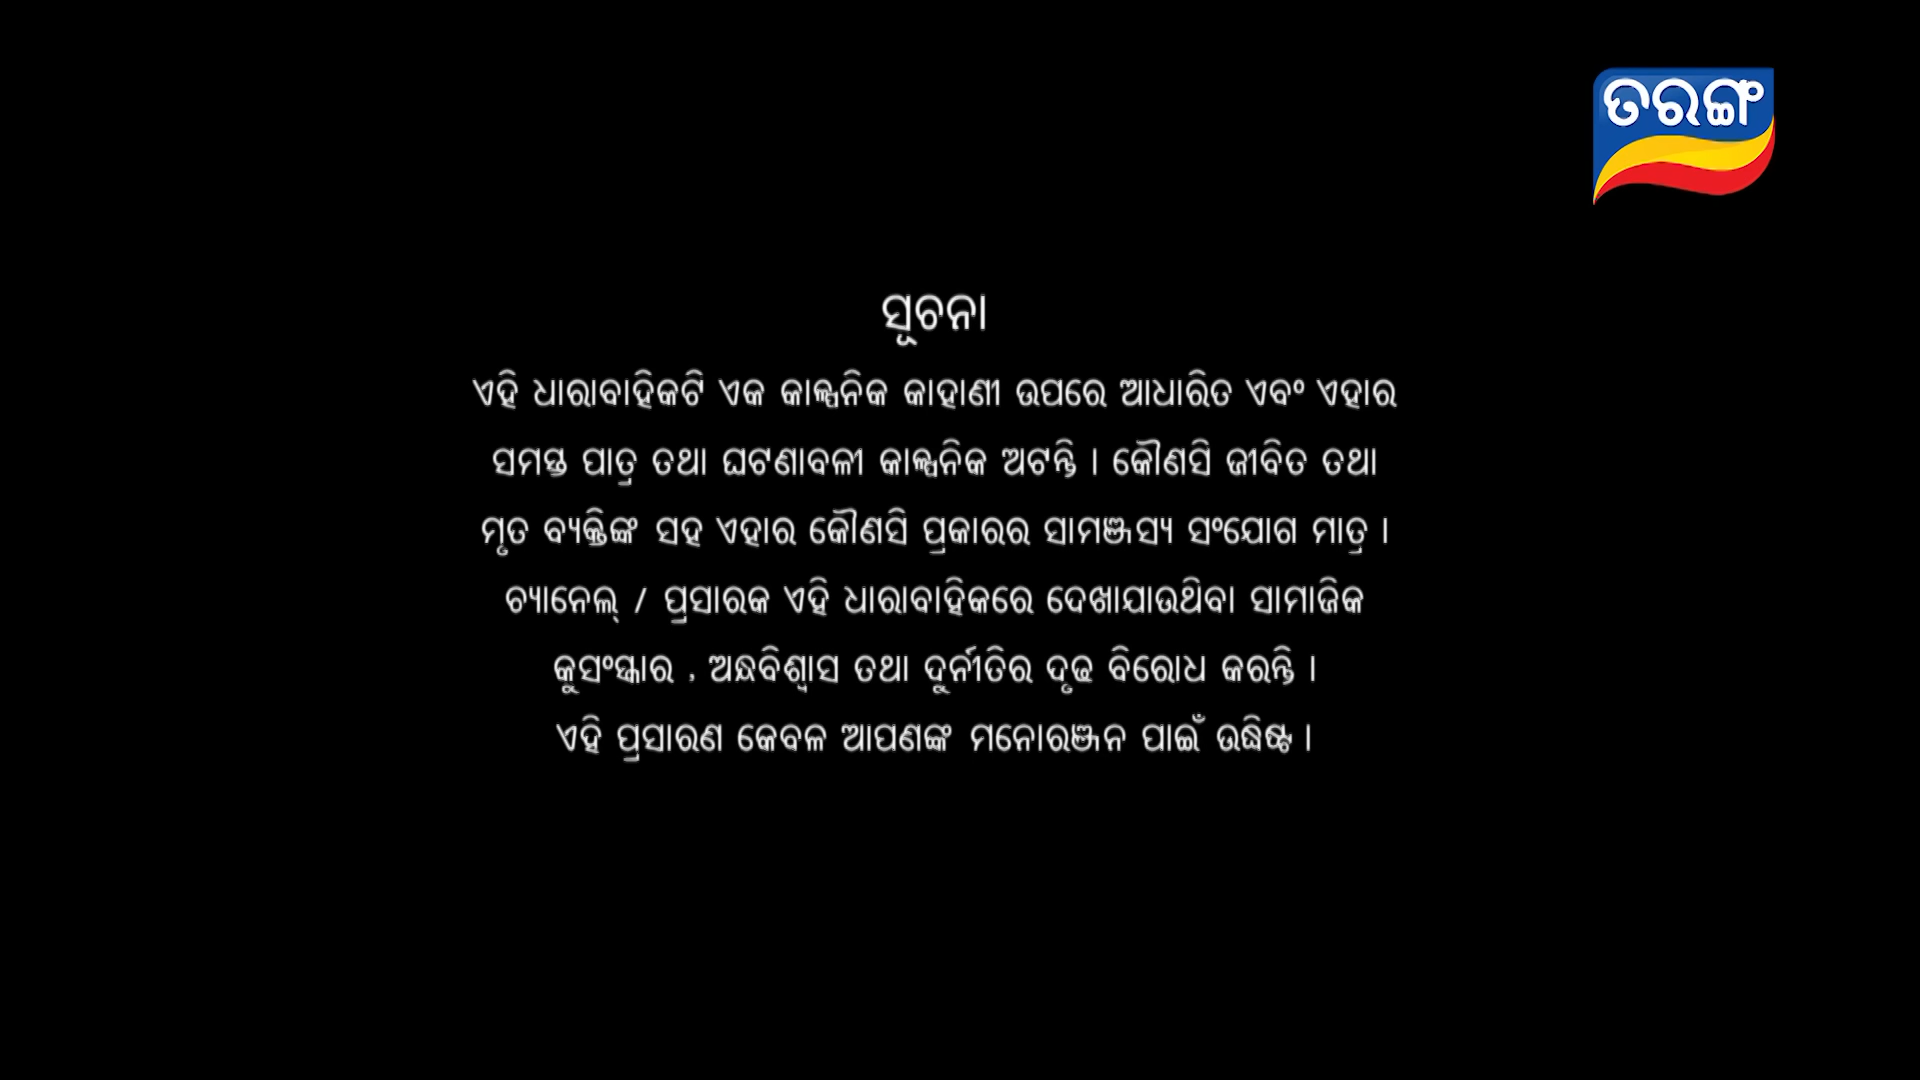 ତରଙ୍ଗ
ସୂଚନା
ଏହି ଧାରାବାହିକଟି ଏକ କାଳ୍ପନିକ କାହାଣୀ ଉପରେ ଆଧାରିତ ଏବଂ ଏହାର
ସମସ୍ତ ପାତ୍ର ତଥା ଘଟଣାବଳୀ କାଳ୍ପନିକ ଅଟନ୍ତି । କୌଣସି ଜୀବିତ ତଥା
ମୃତ ବ୍ୟକ୍ତିଙ୍କ ସହ ଏହାର କୌଣସି ପ୍ରକାରର ସାମଞ୍ଜସ୍ୟ ସଂଯୋଗ ମାତ୍ର ।
ଚ୍ୟାନେଲ୍ / ପ୍ରସାରକ ଏହି ଧାରାବାହିକରେ ଦେଖାଯାଉଥିବା ସାମାଜିକ
କୁସଂସ୍କାର , ଅନ୍ଧବିଶ୍ୱାସ ତଥା ଦୁର୍ନୀତିର ଦୃଢ ବିରୋଧ କରନ୍ତି ।
ଏହି ପ୍ରସାରଣ କେବଳ ଆପଣଙ୍କ ମନୋରଞ୍ଜନ ପାଇଁ ଉଦ୍ଧିଷ୍ଟ ।